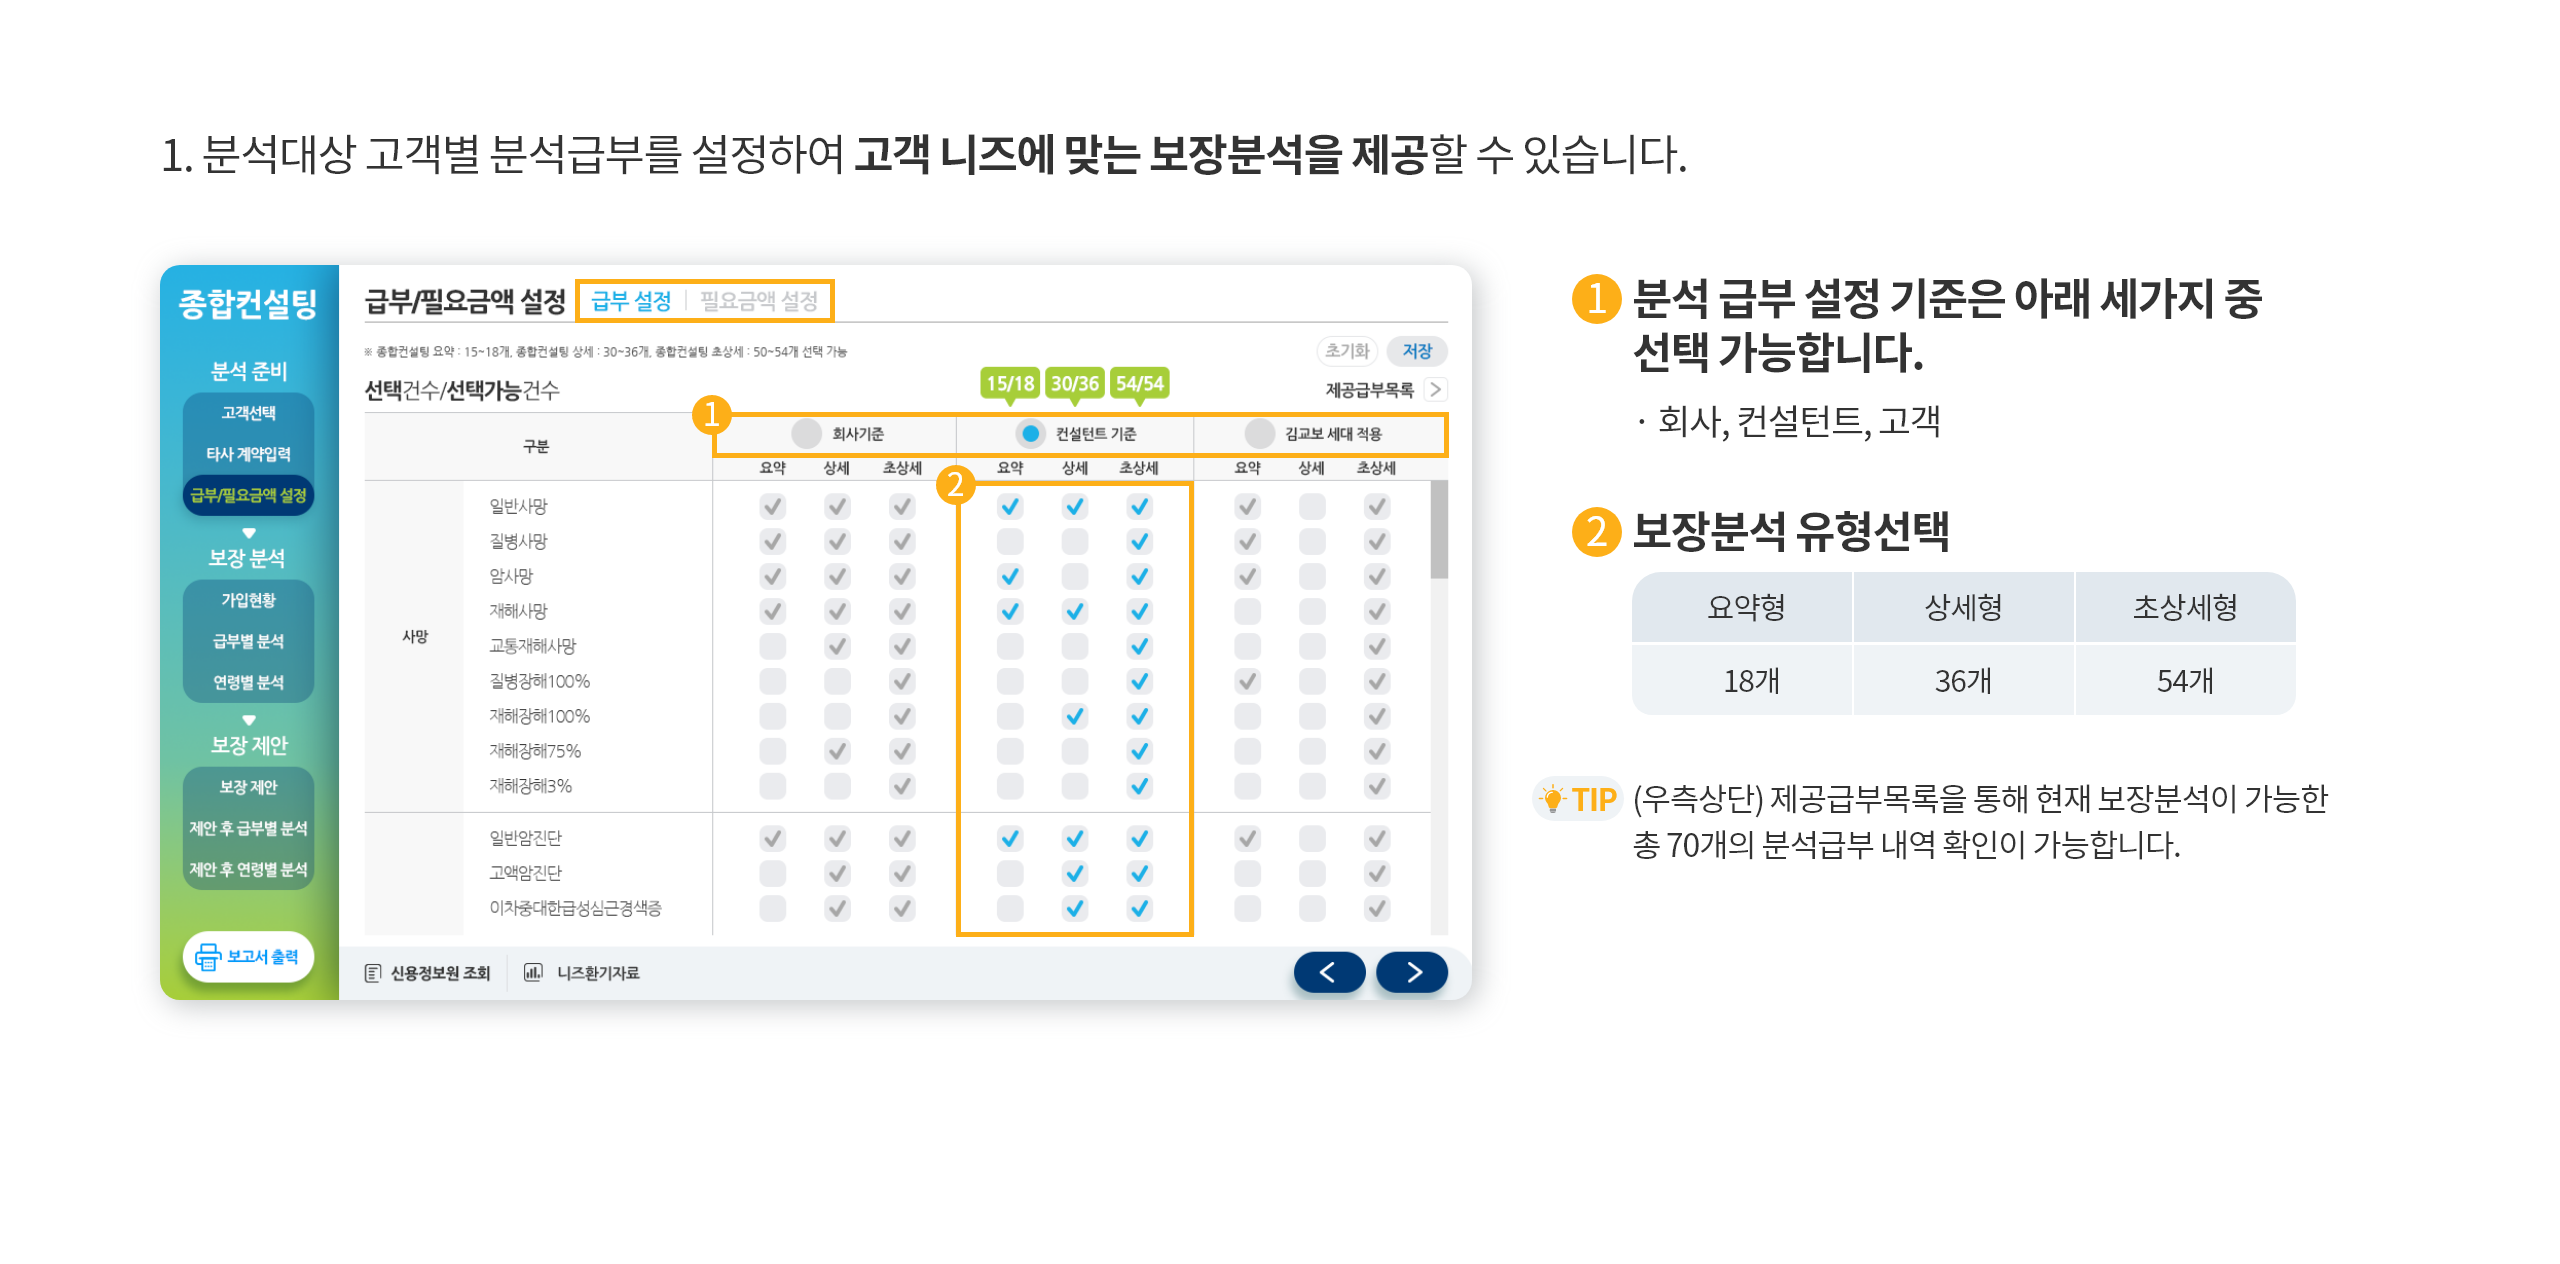 1. 분석대상 고객별 분석급부를 설정하여 고객 니즈에 맞는 보장분석을 제공할 수 있습니다.
종합컨설팅
분석 준비
고객선택
타사 계약입력
급부/필요금액 설정
보장 분석
가입현황
급부별 분석
연령별 분석
보장 제안
보장 제안
제안 후 급부별 분석
제안 후 연령별 분석
보고서 출력
급부/필요금액 설정 급부 설정 | 필요금액 설정
※ 종합컨설팅 요약 : 15~18개, 종합컨설팅 상세 : 30~36개, 종합컨설팅 초상세 : 50~54개 선택 가능
초기화 저장
선택건수/선택가능건수 15/18 30/36 54/54 제공급부목록 >
1
구분 회사기준 컨설턴트 기준 김교보 세대 적용
요약 상세 초상세 요약 상세 초상세 요약 상세 초상세
2
사망
일반사망
질병사망
암사망
재해사망
교통재해사망
질병장해100%
재해장해100%
재해장해75%
재해장해3%
일반암진단
고액암진단
이차중대한급성심근경색증
신용정보원 조회 니즈환기자료
1 분석 급부 설정 기준은 아래 세가지 중
선택 가능합니다.
· 회사, 컨설턴트, 고객
2 보장분석 유형선택
요약형 상세형 초상세형
18개 36개 54개
TIP (우측상단) 제공급부목록을 통해 현재 보장분석이 가능한
총 70개의 분석급부 내역 확인이 가능합니다.